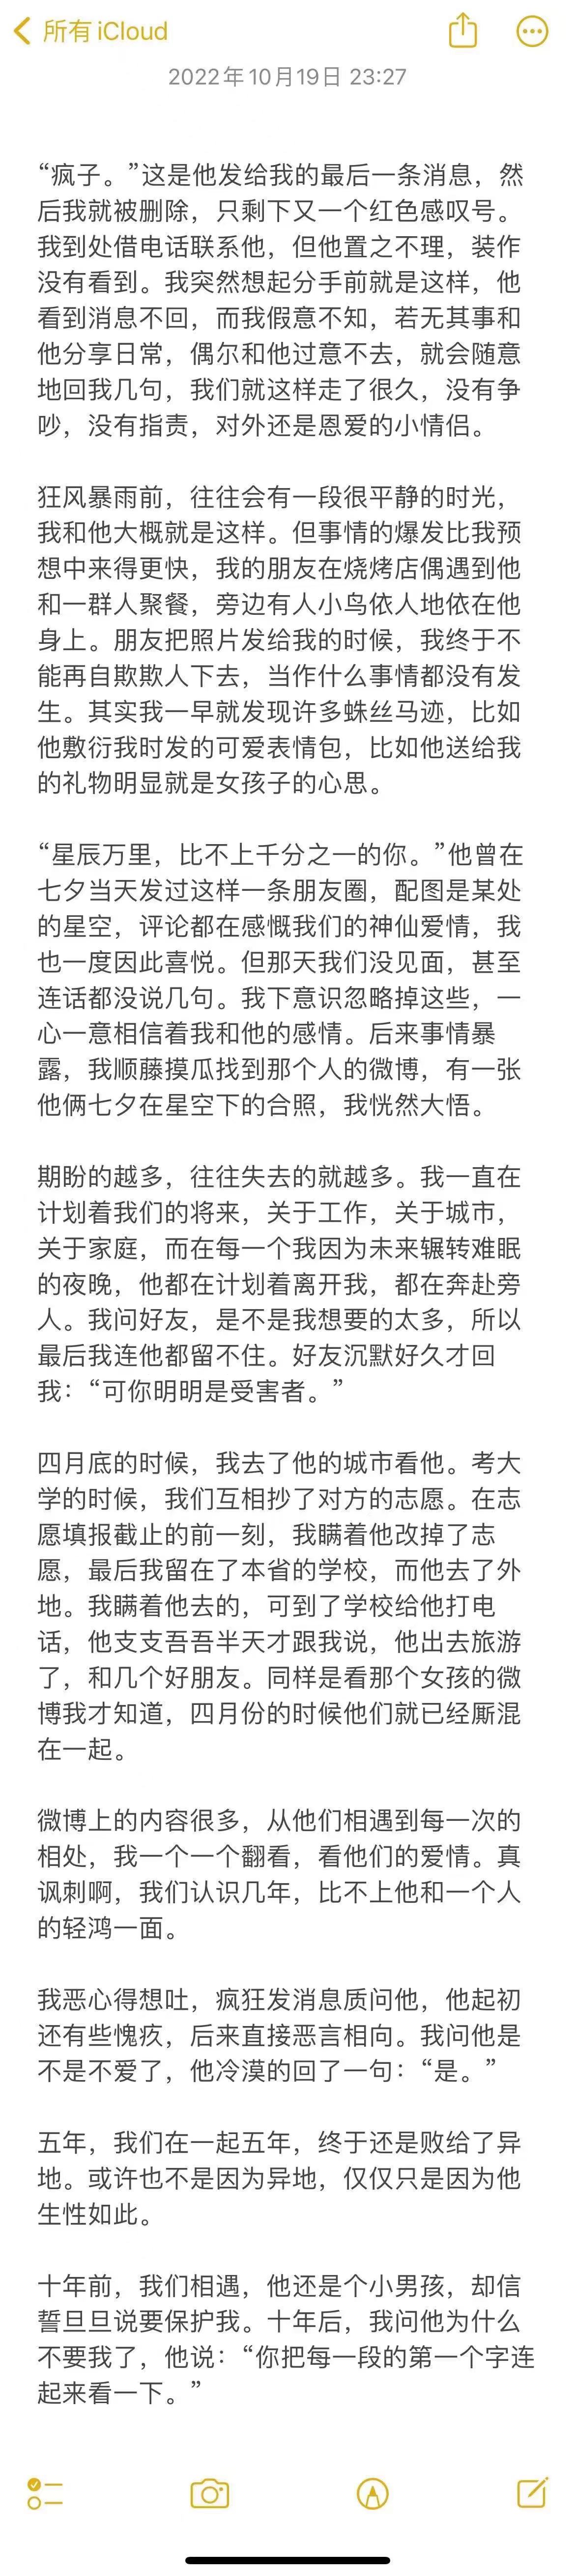 所有 iCloud
2022年10月19日 23:27
“疯子。”这是他发给我的最后一条消息，然
后我就被删除，只剩下又一个红色感叹号。
我到处借电话联系他，但他置之不理，装作
没有看到。我突然想起分手前就是这样，他
看到消息不回，而我假意不知，若无其事和
他分享日常，偶尔和他过意不去，就会随意
地回我几句，我们就这样走了很久，没有争
吵，没有指责，对外还是恩爱的小情侣。
狂风暴雨前，往往会有一段很平静的时光，
我和他大概就是这样。但事情的爆发比我预
想中来得更快，我的朋友在烧烤店偶遇到他
和一群人聚餐，旁边有人小鸟依人地依在他
身上。朋友把照片发给我的时候，我终于不
能再自欺欺人下去，当作什么事情都没有发
生。其实我一早就发现许多蛛丝马迹，比如
他敷衍我时发的可爱表情包，比如他送给我
的礼物明显就是女孩子的心思。
“星辰万里，比不上千分之一的你。”他曾在
七夕当天发过这样一条朋友圈，配图是某处
的星空，评论都在感慨我们的神仙爱情，我
也一度因此喜悦。但那天我们没见面，甚至
连话都没说几句。我下意识忽略掉这些，一
心一意相信着我和他的感情。后来事情暴
露，我顺藤摸瓜找到那个人的微博，有一张
他俩七夕在星空下的合照，我恍然大悟。
期盼的越多，往往失去的就越多。我一直在
计划着我们的将来，关于工作，关于城市，
关于家庭，而在每一个我因为未来辗转难眠
的夜晚，他都在计划着离开我，都在奔赴旁
人。我问好友，是不是我想要的太多，所以
最后我连他都留不住。好友沉默好久才回
我：“可你明明是受害者。”
四月底的时候，我去了他的城市看他。考大
学的时候，我们互相抄了对方的志愿。在志
愿填报截止的前一刻，我瞒着他改掉了志
愿，最后我留在了本省的学校，而他去了外
地。我瞒着他去的，可到了学校给他打电
话，他支支吾吾半天才跟我说，他出去旅游
了，和几个好朋友。同样是看那个女孩的微
博我才知道，四月份的时候他们就已经厮混
在一起。
微博上的内容很多，从他们相遇到每一次的
相处，我一个一个翻看，看他们的爱情。真
讽刺啊，我们认识几年，比不上他和一个人
的轻鸿一面。
我恶心得想吐，疯狂发消息质问他，他起初
还有些愧疚，后来直接恶言相向。我问他是
不是不爱了，他冷漠的回了一句：“是。”
五年，我们在一起五年，终于还是败给了异
地。或许也不是因为异地，仅仅只是因为他
生性如此。
十年前，我们相遇，他还是个小男孩，却信
誓旦旦说要保护我。十年后，我问他为什么
不要我了，他说：“你把每一段的第一个字连
起来看一下。”